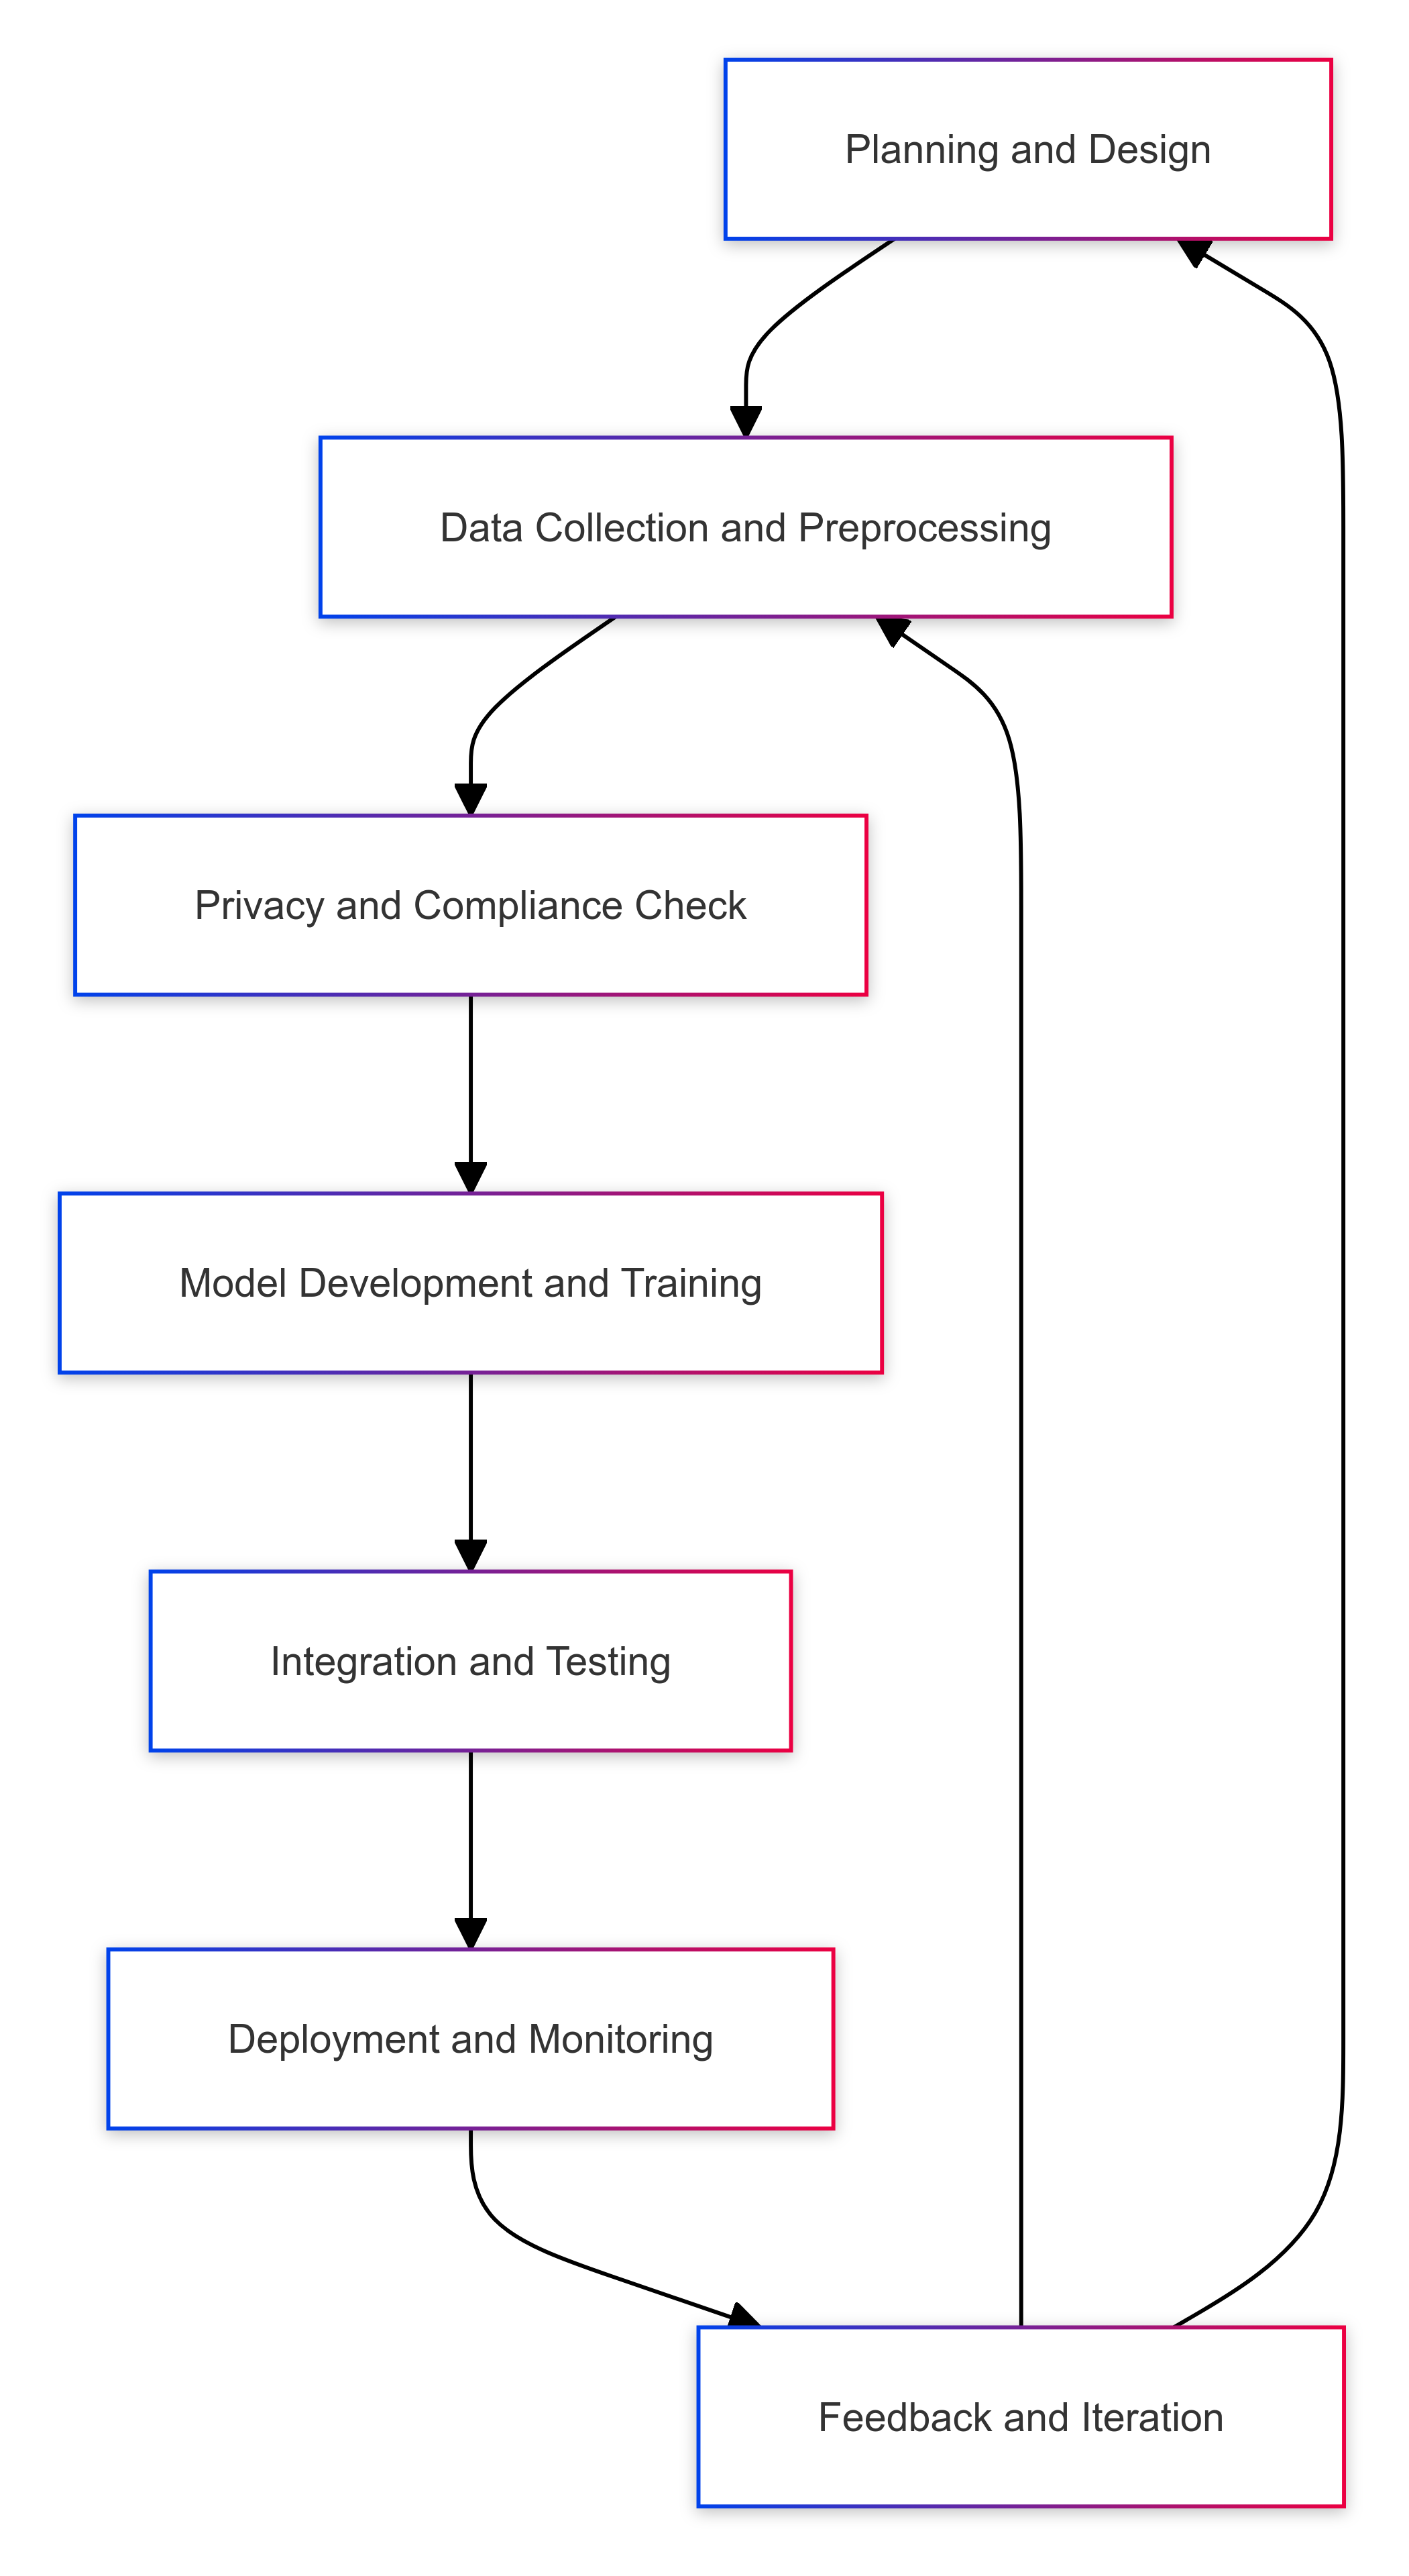 Planning and Design
Data Collection and Preprocessing
Privacy and Compliance Check
Model Development and Training
Integration and Testing
Deployment and Monitoring
Feedback and Iteration